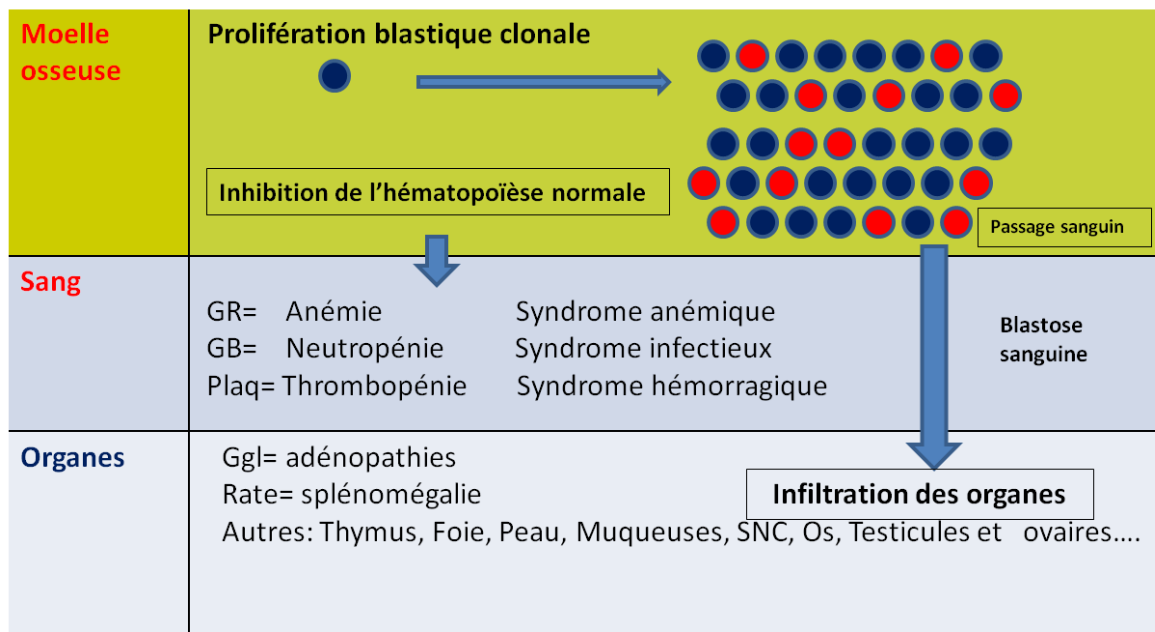 Moelle
osseuse
Prolifération blastique clonale
Inhibition de l’hématopoïèse normale
Passage sanguin
Sang
GR= Anémie Syndrome anémique
GB= Neutropénie Syndrome infectieux
Plaq= Thrombopénie Syndrome hémorragique
Blastose
sanguine
Organes
Ggl= adénopathies
Rate= splénomégalie
Infiltration des organes
Autres: Thymus, Foie, Peau, Muqueuses, SNC, Os, Testicules et ovaires....